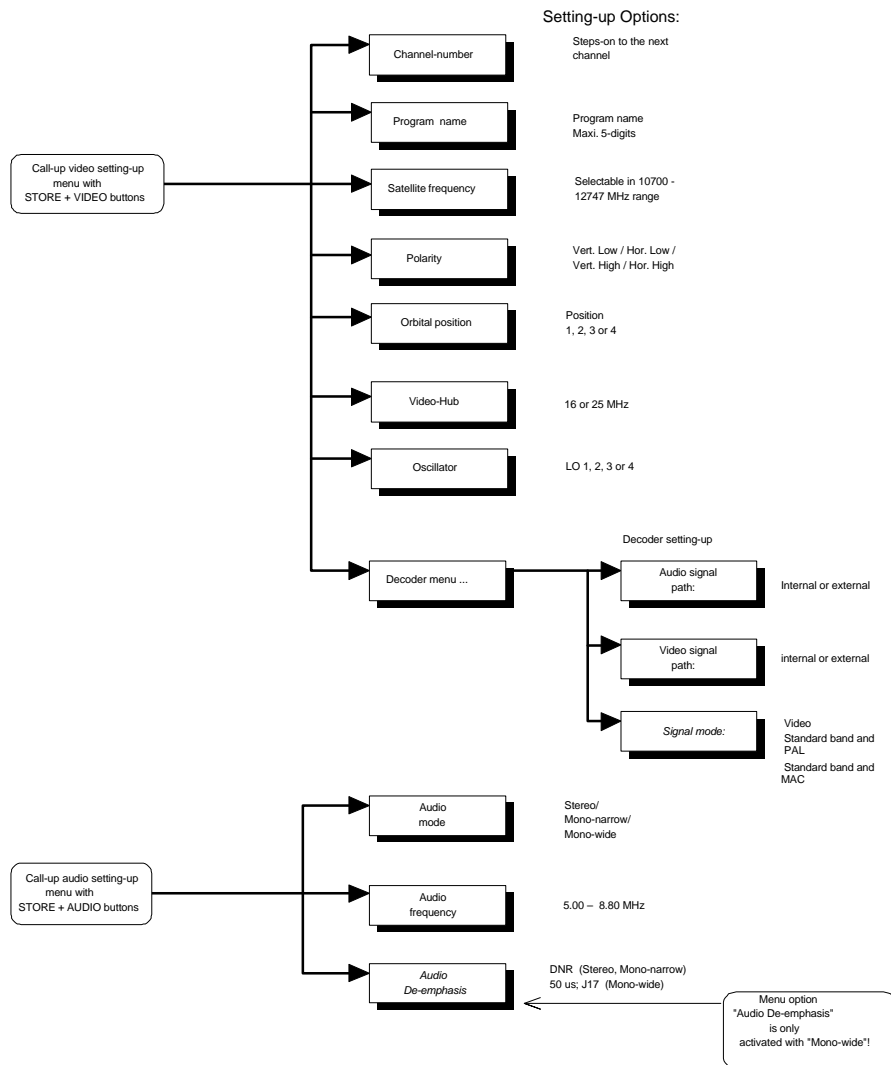 Setting-up Options:
Channel-number
Steps-on to the next
channel
Program name
Program name
Maxi. 5-digits
Call-up video setting-up
menu with
STORE + VIDEO buttons
Satellite frequency
Selectable in 10700 -
12747 MHz range
Polarity
Vert. Low / Hor. Low /
Vert. High / Hor. High
Orbital position
Position
1, 2, 3 or 4
Video-Hub
16 or 25 MHz
Oscillator
LO 1, 2, 3 or 4
Decoder setting-up
Decoder menu ...
Audio signal
path:
Internal or external
Video signal
path:
internal or external
Signal mode:
Video
Standard band and
PAL
Standard band and
MAC
Audio
mode
Stereo/
Mono-narrow/
Mono-wide
Call-up audio setting-up
menu with
STORE + AUDIO buttons
Audio
frequency
5.00 – 8.80 MHz
Audio
De-emphasis
DNR (Stereo, Mono-narrow)
50 us; J17 (Mono-wide)
Menu option
"Audio De-emphasis"
is only
activated with "Mono-wide"!